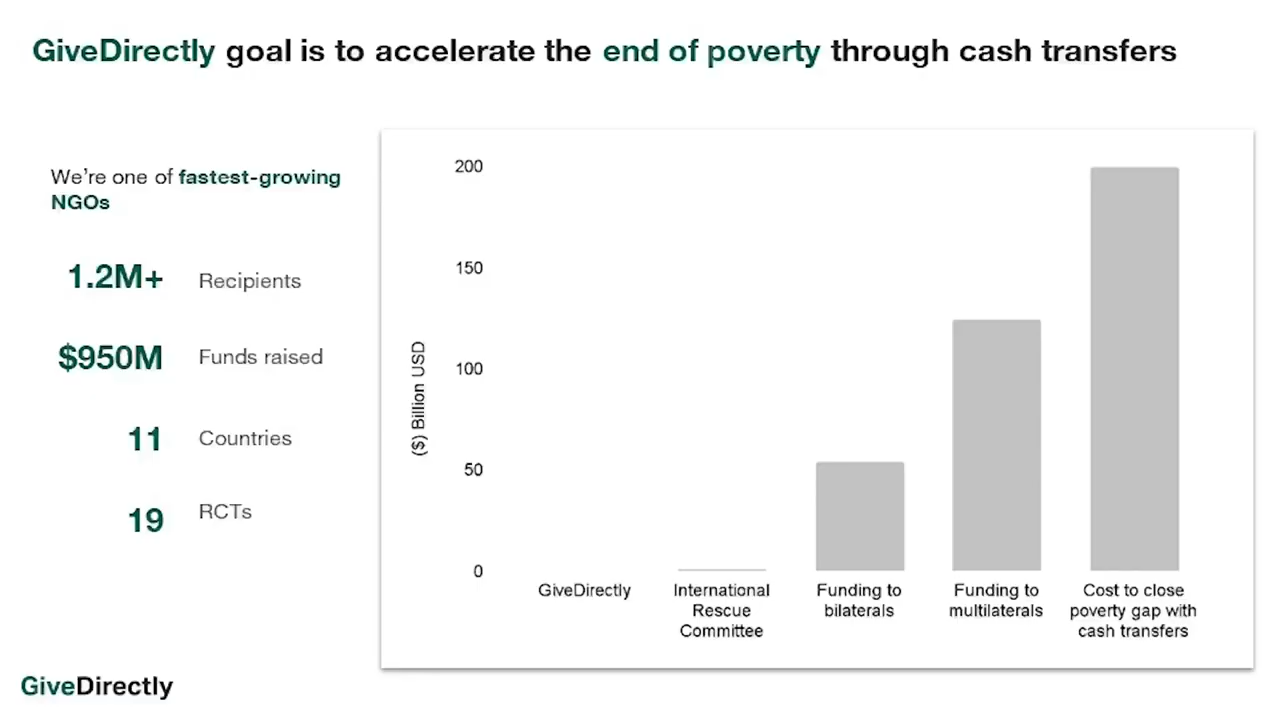 GiveDirectly goal is to accelerate the end of poverty through cash transfers
We're one of fastest-growing
NGOs
1.2M+ Recipients
$950M Funds raised
11 Countries
19 RCTs
($) Billion USD
200
150
100
50
0
GiveDirectly
International
Rescue
Committee
Funding to
bilaterals
Funding to
multilaterals
Cost to close
poverty gap with
cash transfers
GiveDirectly